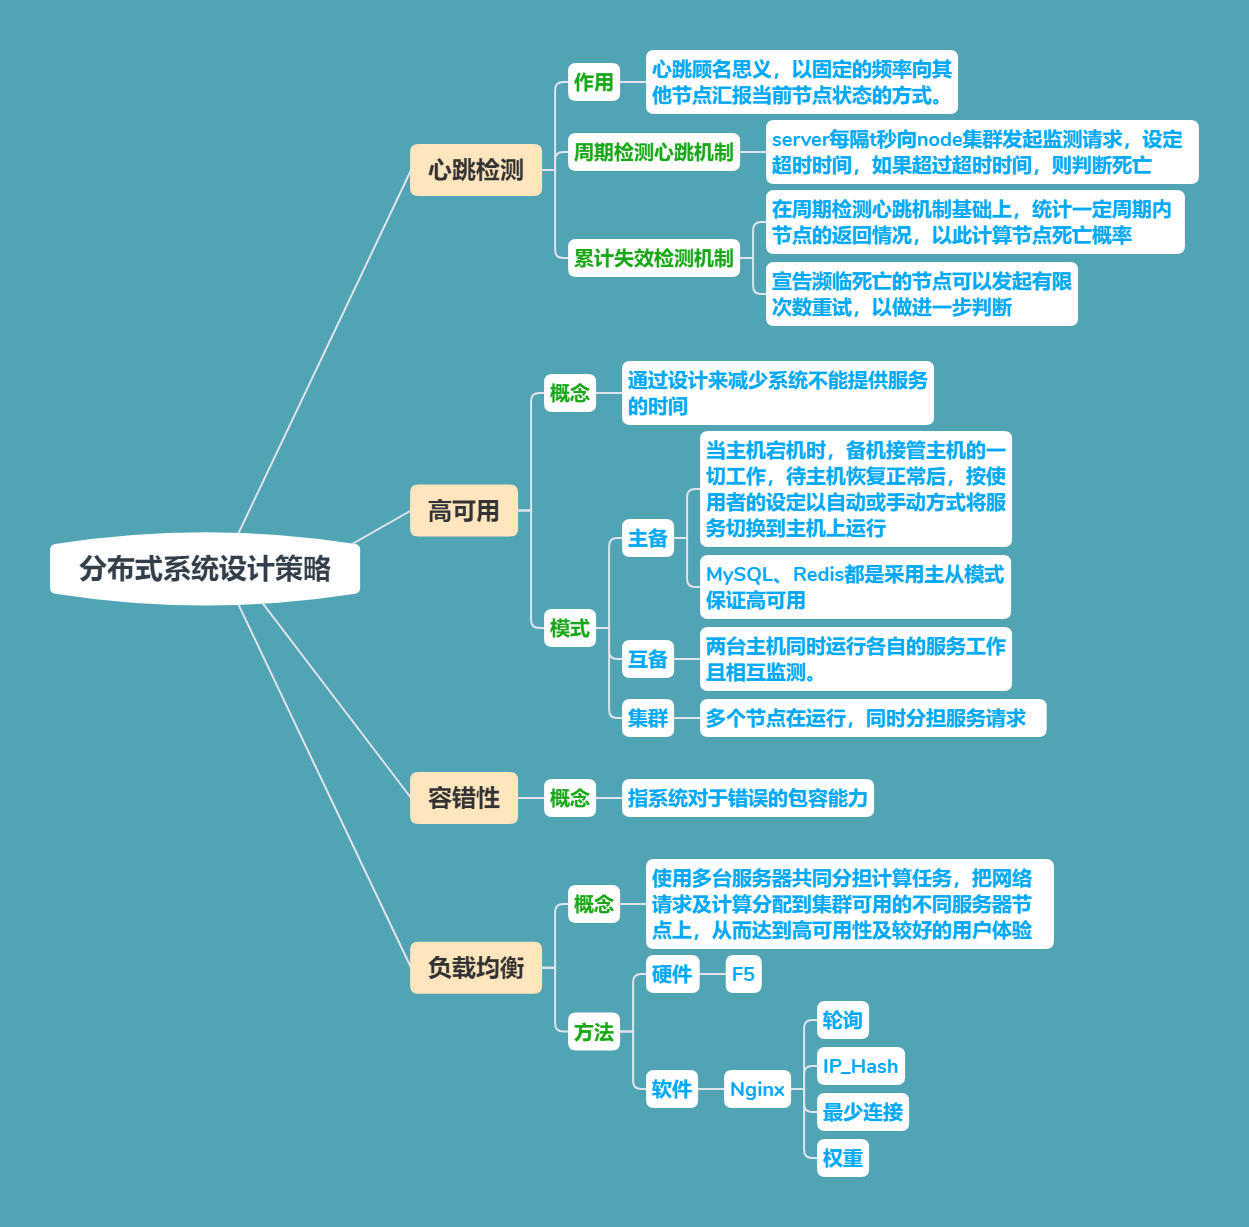 分布式系统设计策略
心跳检测
作用
心跳顾名思义，以固定的频率向其
他节点汇报当前节点状态的方式。
周期检测心跳机制
server每隔t秒向node集群发起监测请求，设定
超时时间，如果超过超时时间，则判断死亡
累计失效检测机制
在周期检测心跳机制基础上，统计一定周期内
节点的返回情况，以此计算节点死亡概率
宣告濒临死亡的节点可以发起有限
次数重试，以做进一步判断
高可用
概念
通过设计来减少系统不能提供服务
的时间
模式
主备
当主机宕机时，备机接管主机的一
切工作，待主机恢复正常后，按使
用者的设定以自动或手动方式将服
务切换到主机上运行
MySQL、Redis都是采用主从模式
保证高可用
互备
两台主机同时运行各自的服务工作
且相互监测。
集群
多个节点在运行，同时分担服务请求
容错性
概念
指系统对于错误的包容能力
负载均衡
概念
使用多台服务器共同分担计算任务，把网络
请求及计算分配到集群可用的不同服务器节
点上，从而达到高可用性及较好的用户体验
方法
硬件
F5
软件
Nginx
轮询
IP_Hash
最少连接
权重